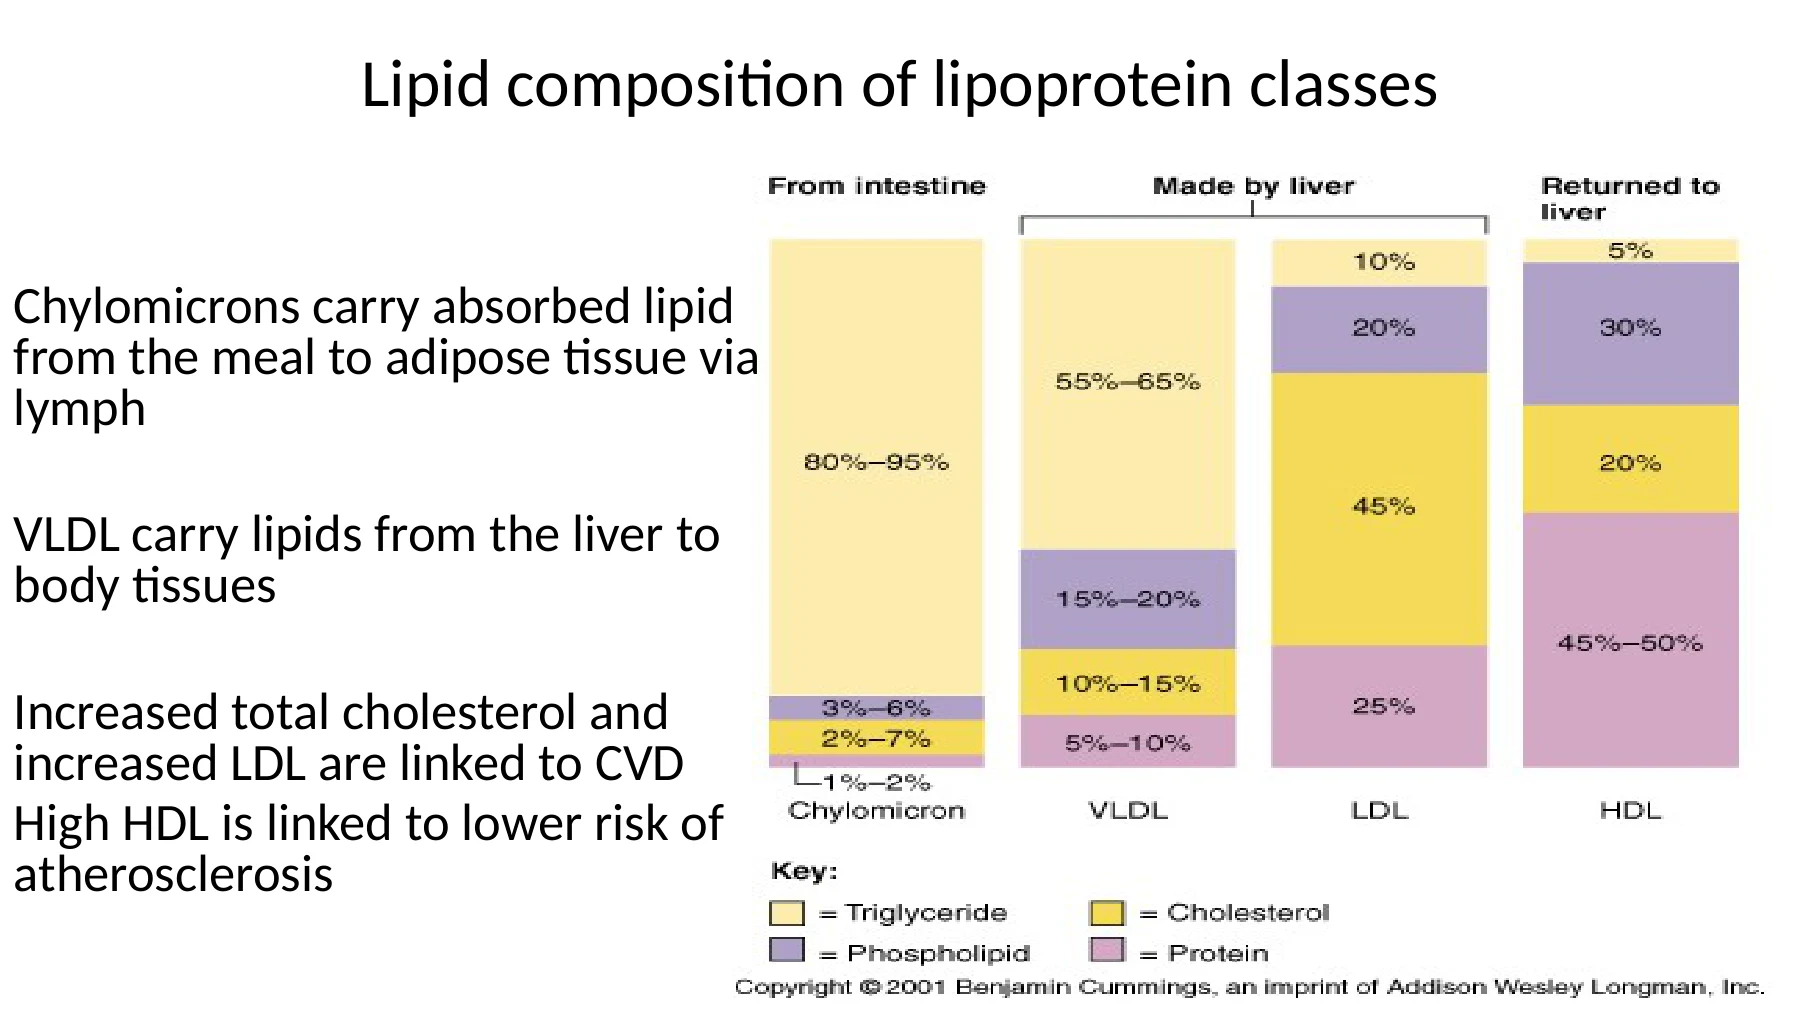 Lipid composition of lipoprotein classes
Chylomicrons carry absorbed lipid
from the meal to adipose tissue via
lymph
VLDL carry lipids from the liver to
body tissues
Increased total cholesterol and
increased LDL are linked to CVD
High HDL is linked to lower risk of
atherosclerosis
From intestine
Made by liver
Returned to
liver
80%–95%
3%–6%
2%–7%
1%–2%
Chylomicron
55%–65%
15%–20%
10%–15%
5%–10%
VLDL
10%
20%
45%
25%
LDL
5%
30%
20%
45%–50%
HDL
Key:
= Triglyceride
= Cholesterol
= Phospholipid
= Protein
Copyright © 2001 Benjamin Cummings, an imprint of Addison Wesley Longman, Inc.